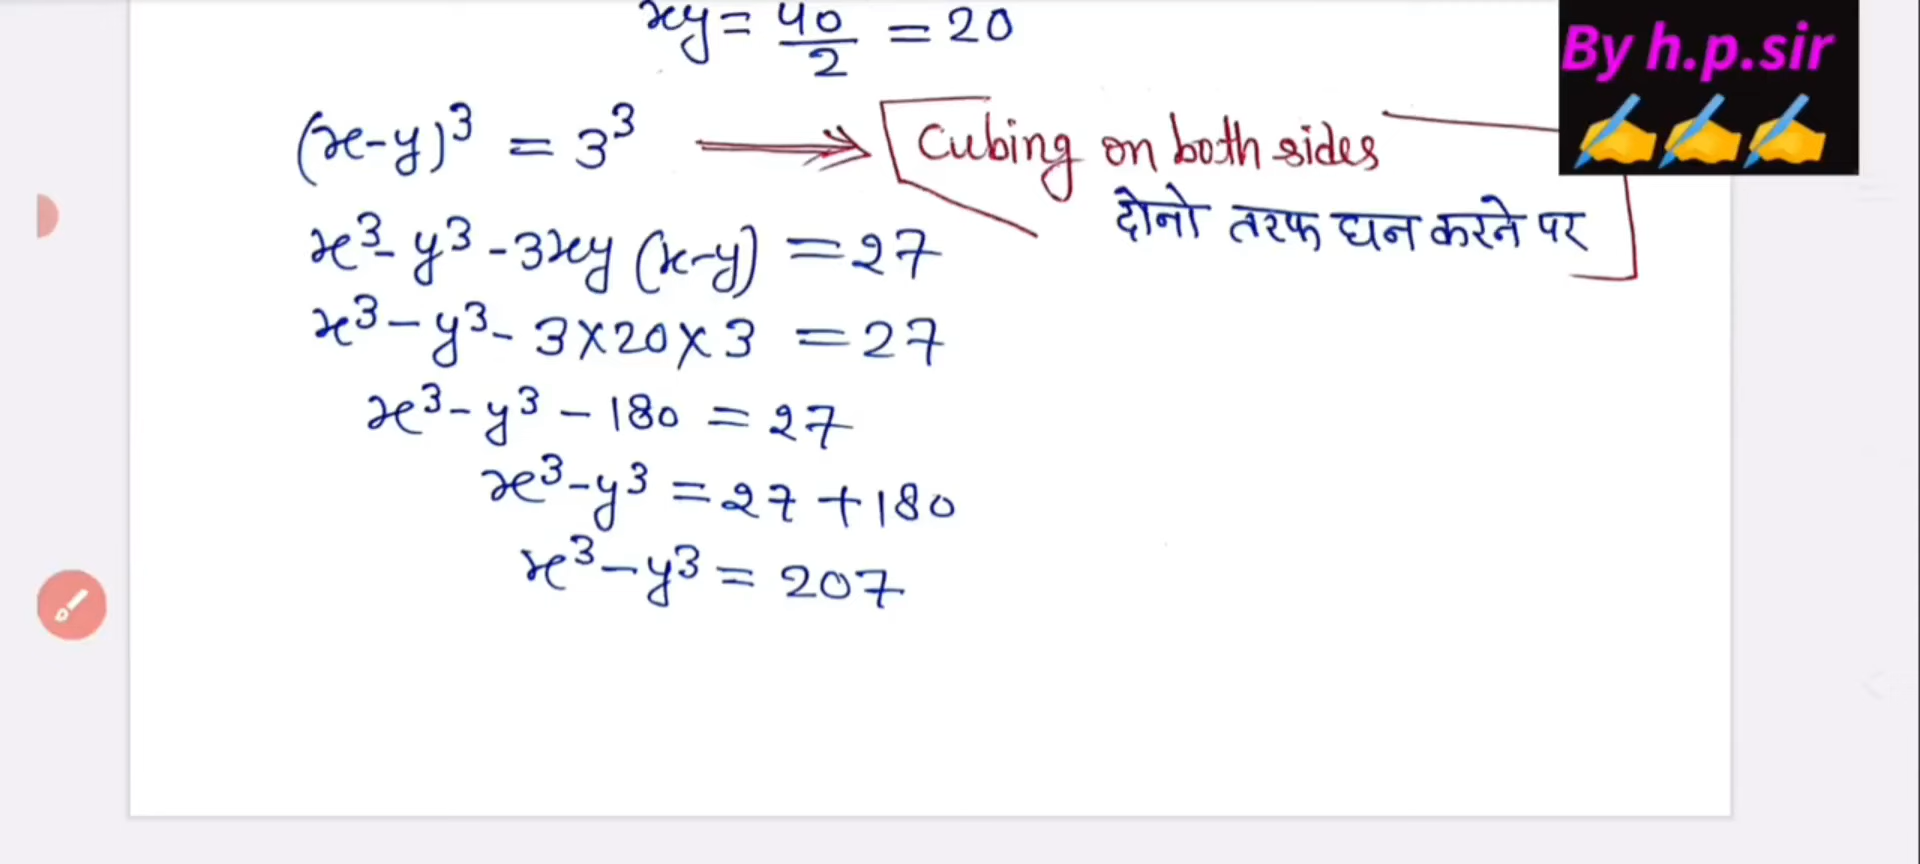 xy = 40/2 = 20
By h.p.sir
(x-y)³ = 3³ ⟹ Cubing on both sides
दोनो तरफ घन करने पर
x³- y³ - 3xy (x-y) = 27
x³ - y³ - 3×20×3 = 27
x³ - y³ - 180 = 27
x³ - y³ = 27 + 180
x³ - y³ = 207